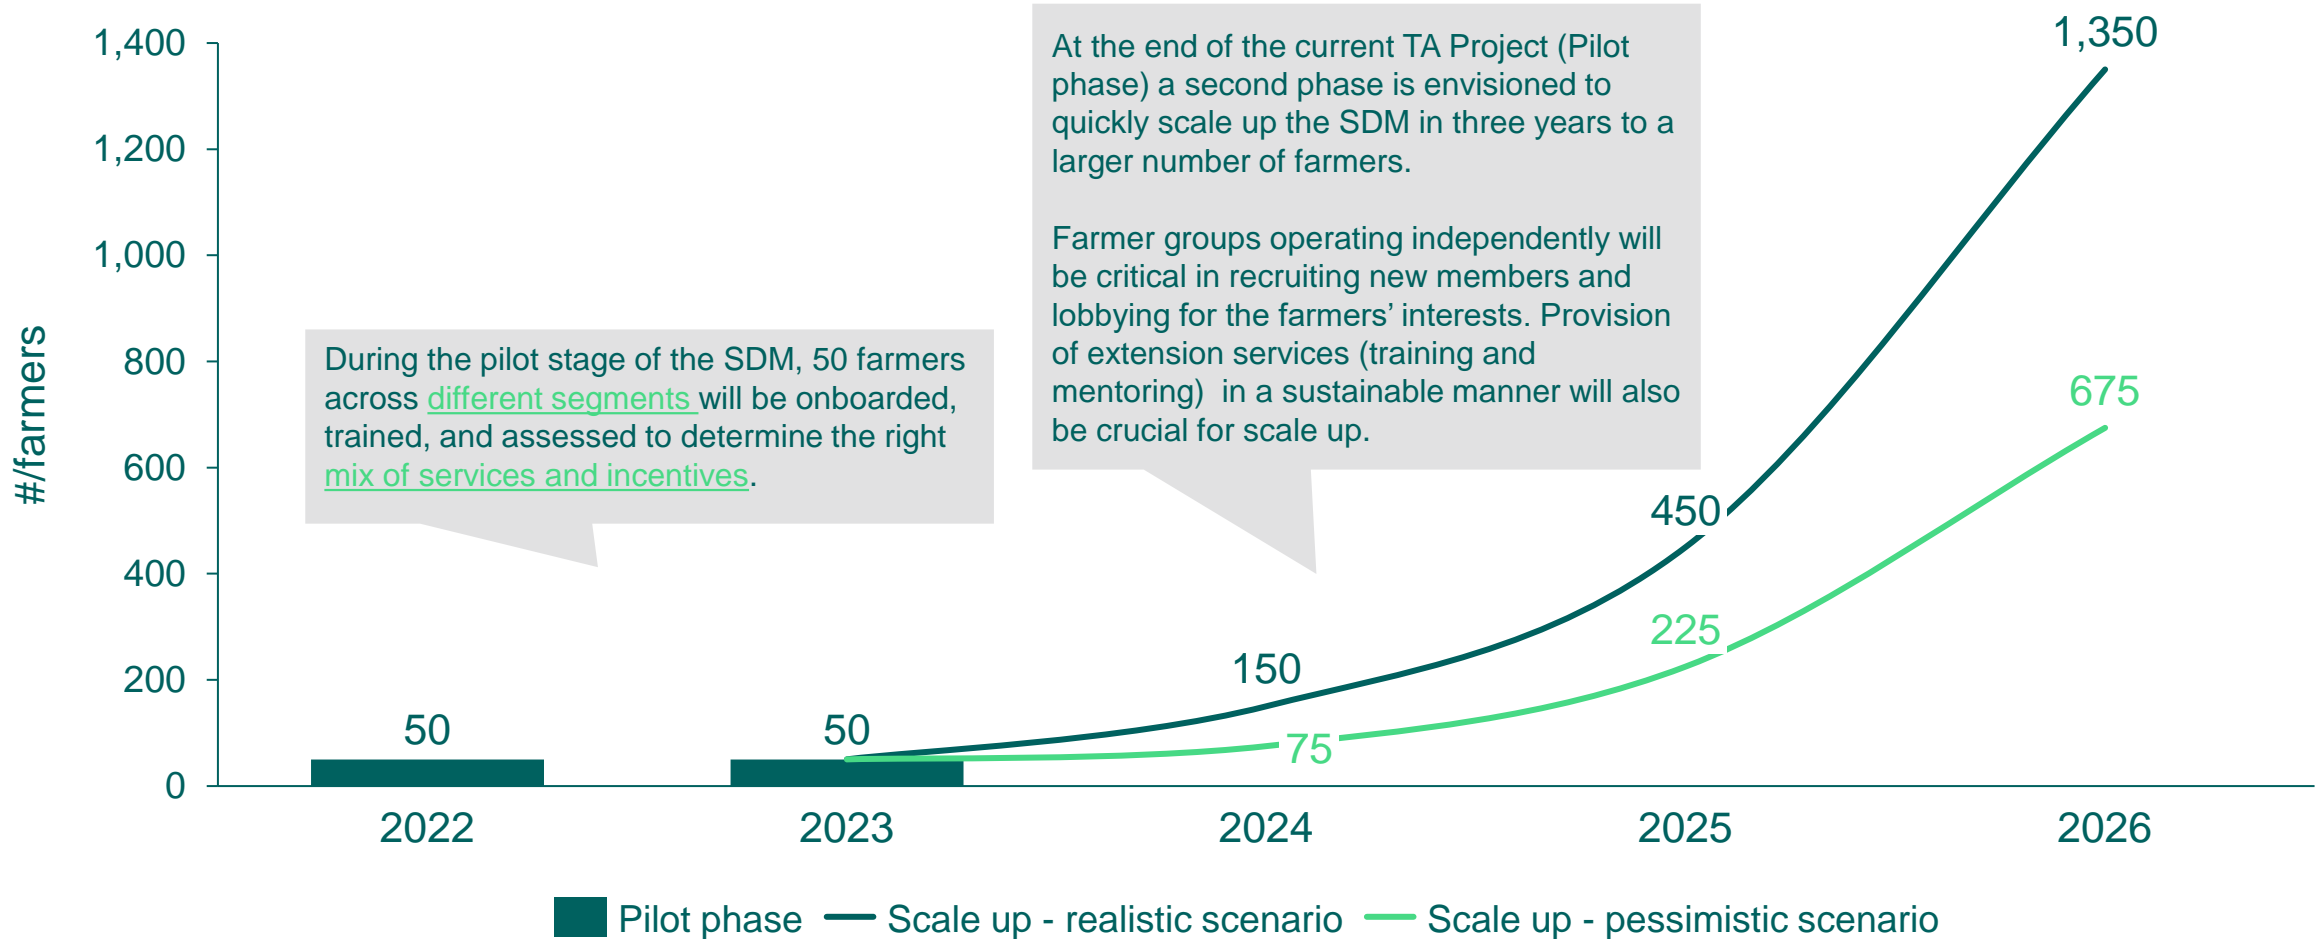 #/farmers
1,400
1,200
1,000
800
600
400
200
0
During the pilot stage of the SDM, 50 farmers
across different segments will be onboarded,
trained, and assessed to determine the right
mix of services and incentives.
At the end of the current TA Project (Pilot
phase) a second phase is envisioned to
quickly scale up the SDM in three years to a
larger number of farmers.
Farmer groups operating independently will
be critical in recruiting new members and
lobbying for the farmers’ interests. Provision
of extension services (training and
mentoring)  in a sustainable manner will also
be crucial for scale up.
50
50
150
75
450
225
1,350
675
2022
2023
2024
2025
2026
Pilot phase
Scale up - realistic scenario
Scale up - pessimistic scenario